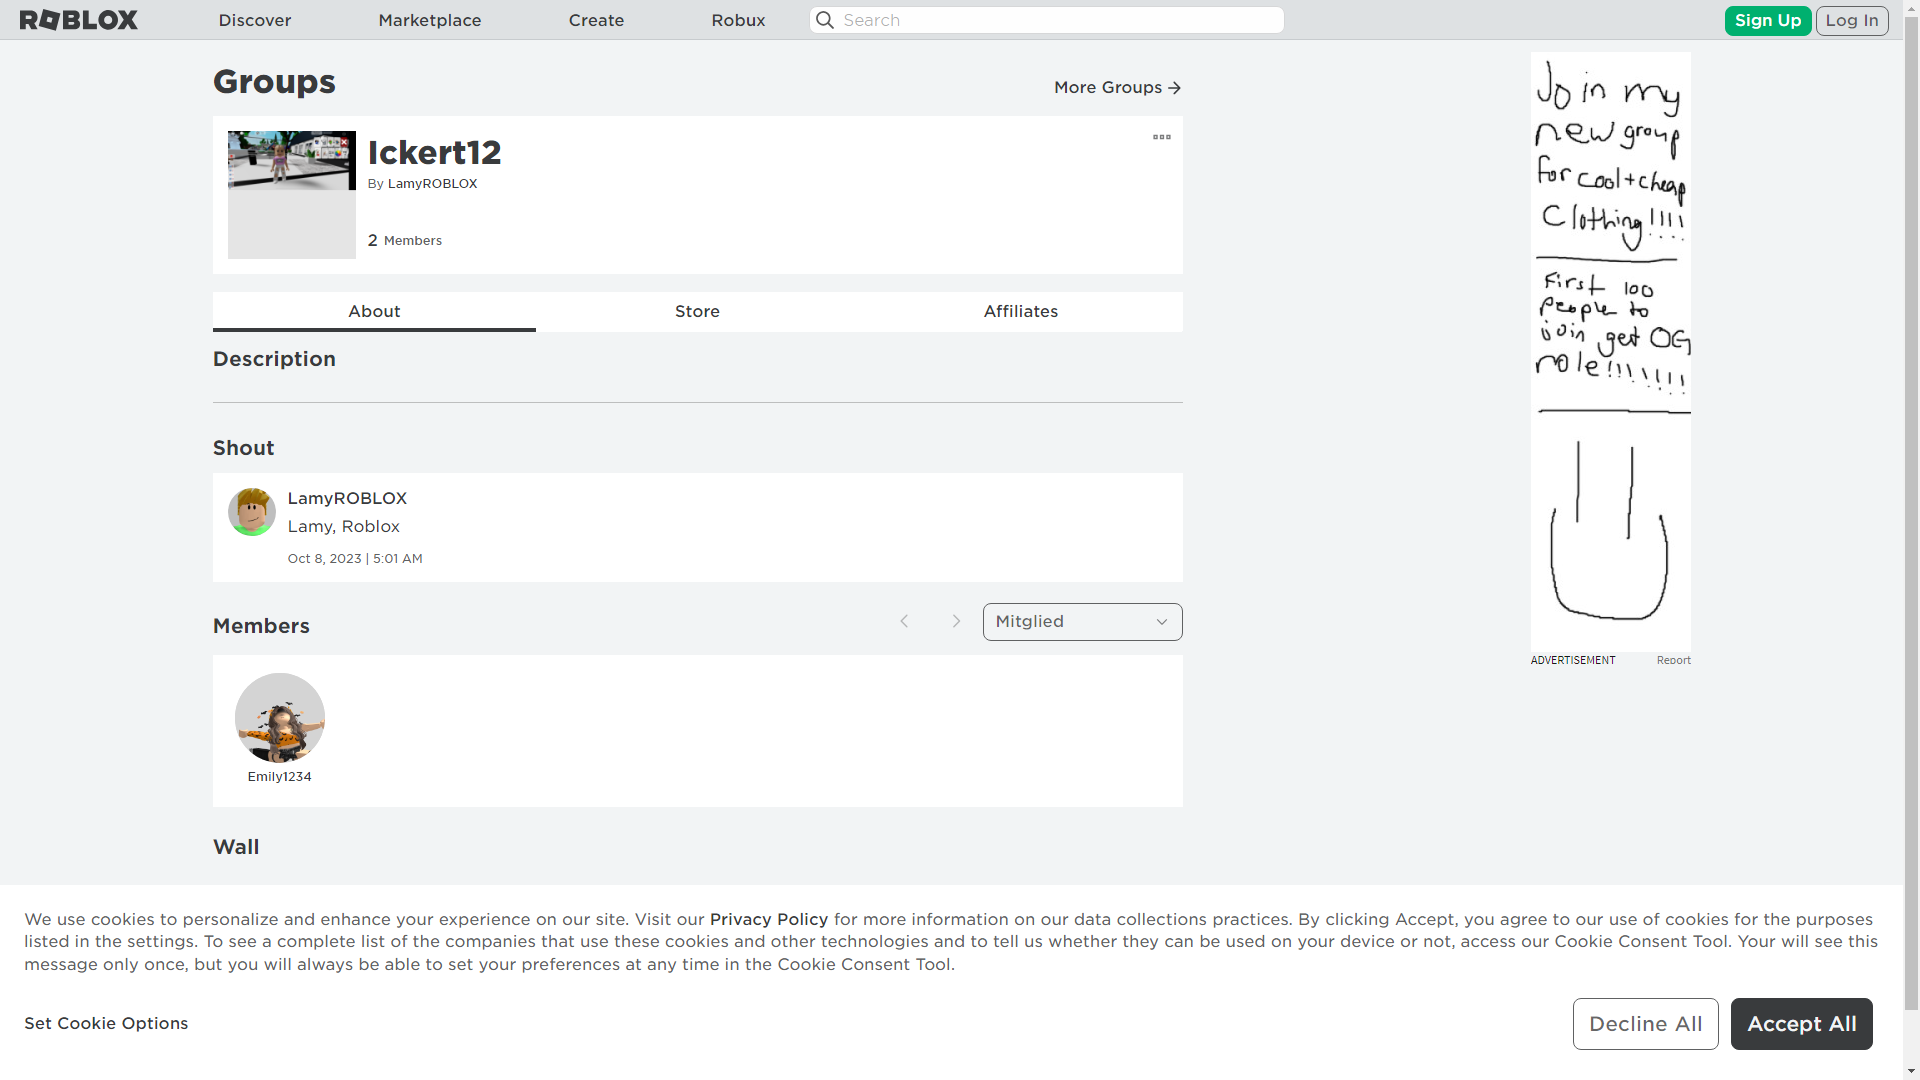 ROBLOX
Discover
Marketplace
Create
Robux
Search
Sign Up
Log In
Groups
More Groups
Ickert12
By LamyROBLOX
2 Members
About
Store
Affiliates
Description
Shout
LamyROBLOX
Lamy, Roblox
Oct 8, 2023 | 5:01 AM
Members
Mitglied
Emily1234
Wall
Join my
new group
for cool+cheap
Clothing!!!!
First 100
people to
join get OG
role!!!!!!!!
ADVERTISEMENT
Report
We use cookies to personalize and enhance your experience on our site. Visit our Privacy Policy for more information on our data collections practices. By clicking Accept, you agree to our use of cookies for the purposes
listed in the settings. To see a complete list of the companies that use these cookies and other technologies and to tell us whether they can be used on your device or not, access our Cookie Consent Tool. Your will see this
message only once, but you will always be able to set your preferences at any time in the Cookie Consent Tool.
Set Cookie Options
Decline All
Accept All